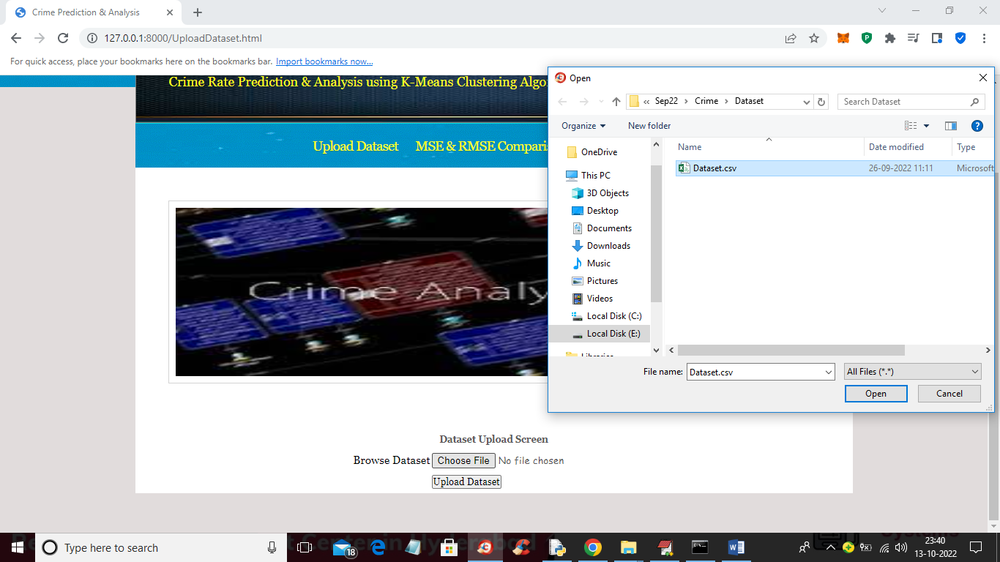 Crime Prediction & Analysis
127.0.0.1:8000/UploadDataset.html
For quick access, place your bookmarks here on the bookmarks bar. Import bookmarks now...
Crime Rate Prediction & Analysis using K-Means Clustering Algo
Upload Dataset MSE & RMSE Comparis
Crime Analy
Dataset Upload Screen
Browse Dataset Choose File No file chosen
Upload Dataset
Open
« Sep22 › Crime › Dataset
Search Dataset
Organize New folder
Name Date modified Type
Dataset.csv 26-09-2022 11:11 Microsoft
OneDrive
This PC
3D Objects
Desktop
Documents
Downloads
Music
Pictures
Videos
Local Disk (C:)
Local Disk (E:)
Libraries
File name: Dataset.csv All Files (*.*)
Open Cancel
Type here to search
18
23:40
13-10-2022